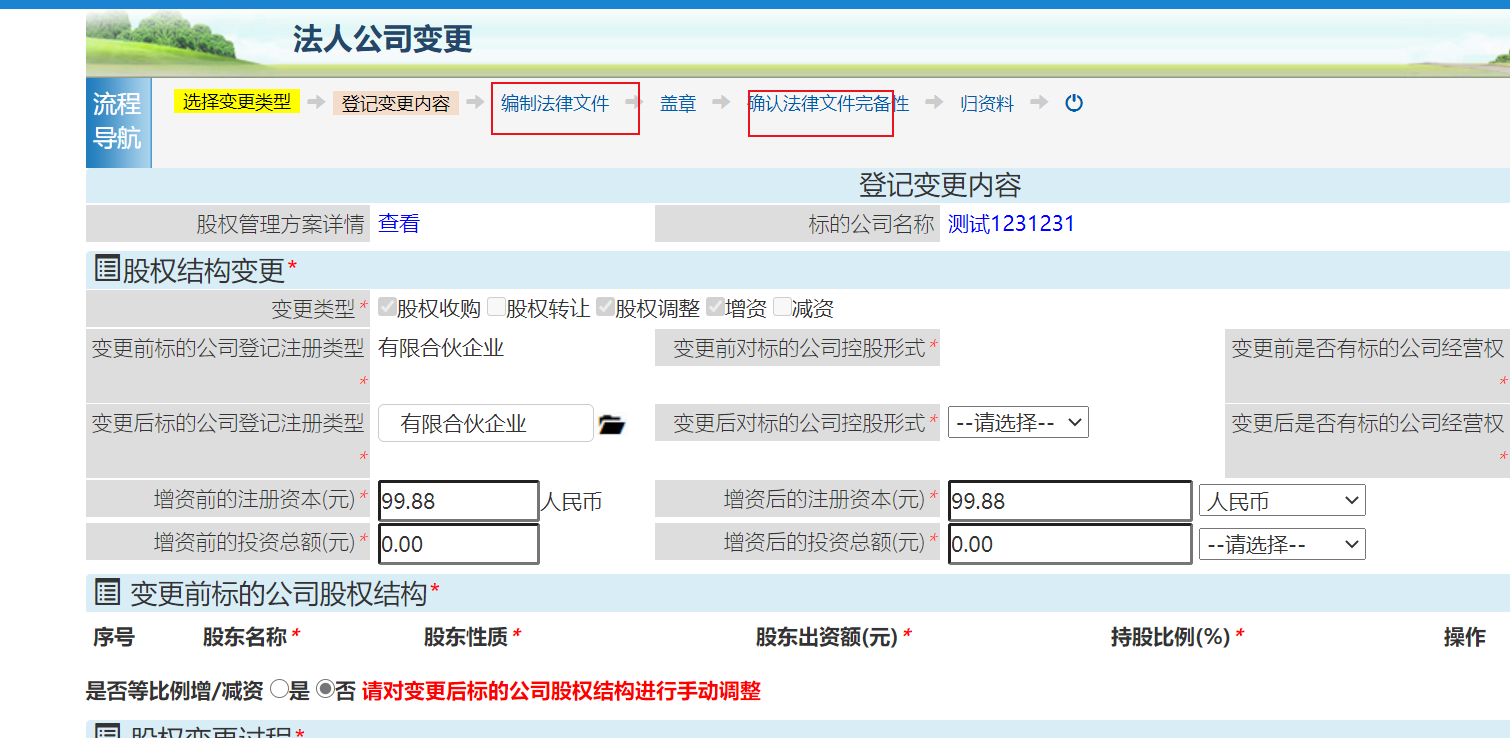 法人公司变更
流程导航
选择变更类型 登记变更内容 编制法律文件 盖章 确认法律文件完备性 归资料
登记变更内容
股权管理方案详情 查看 标的公司名称 测试1231231
股权结构变更*
变更类型* 股权收购 股权转让 股权调整 增资 减资
变更前标的公司登记注册类型* 有限合伙企业 变更前对标的公司控股形式* 变更前是否有标的公司经营权*
变更后标的公司登记注册类型* 有限合伙企业 变更后对标的公司控股形式* --请选择-- 变更后是否有标的公司经营权*
增资前的注册资本(元)* 99.88 人民币 增资后的注册资本(元)* 99.88 人民币
增资前的投资总额(元)* 0.00 增资后的投资总额(元)* 0.00 --请选择--
变更前标的公司股权结构*
序号 股东名称* 股东性质* 股东出资额(元)* 持股比例(%)* 操作
是否等比例增/减资 是 否 请对变更后标的公司股权结构进行手动调整
股权变更过程*